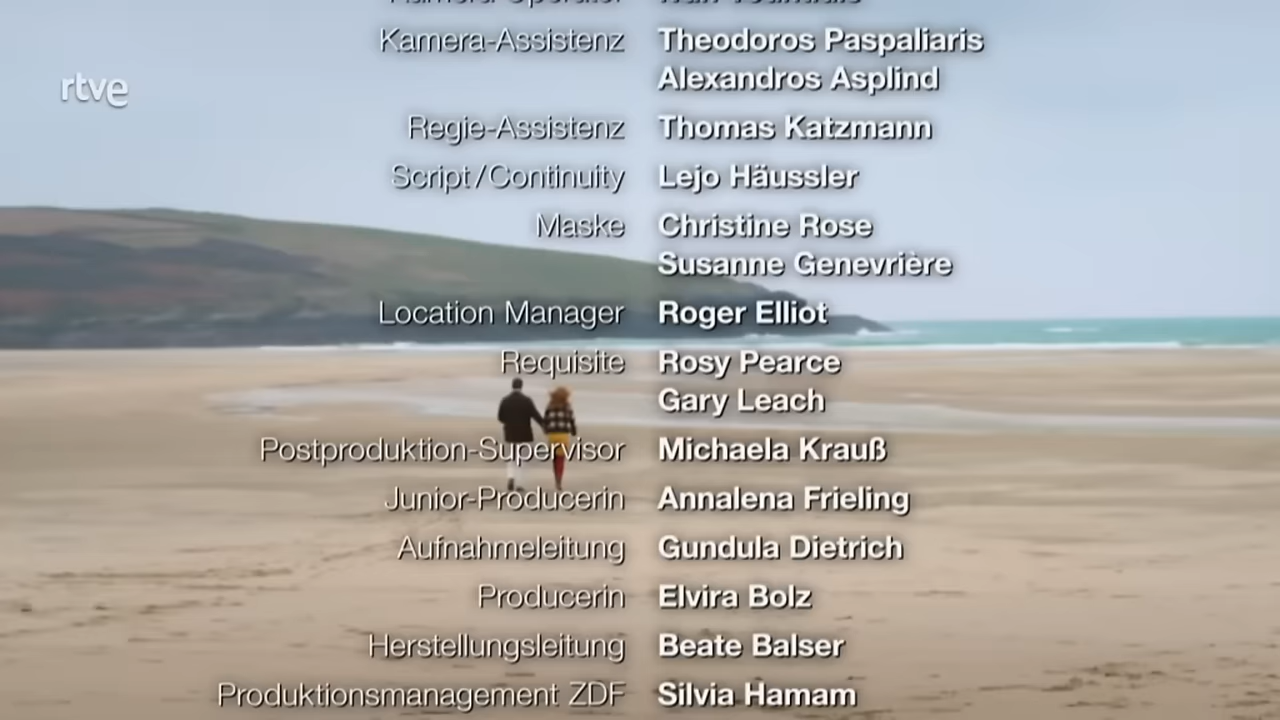 Kamera-Assistenz Theodoros Paspaliaris
Alexandros Asplind
rtve
Regie-Assistenz Thomas Katzmann
Script/Continuity Lejo Häussler
Maske Christine Rose
Susanne Genevrière
Location Manager Roger Elliot
Requisite Rosy Pearce
Gary Leach
Postproduktion-Supervisor Michaela Krauß
Junior-Producerin Annalena Frieling
Aufnahmeleitung Gundula Dietrich
Producerin Elvira Bolz
Herstellungsleitung Beate Balser
Produktionsmanagement ZDF Silvia Hamam